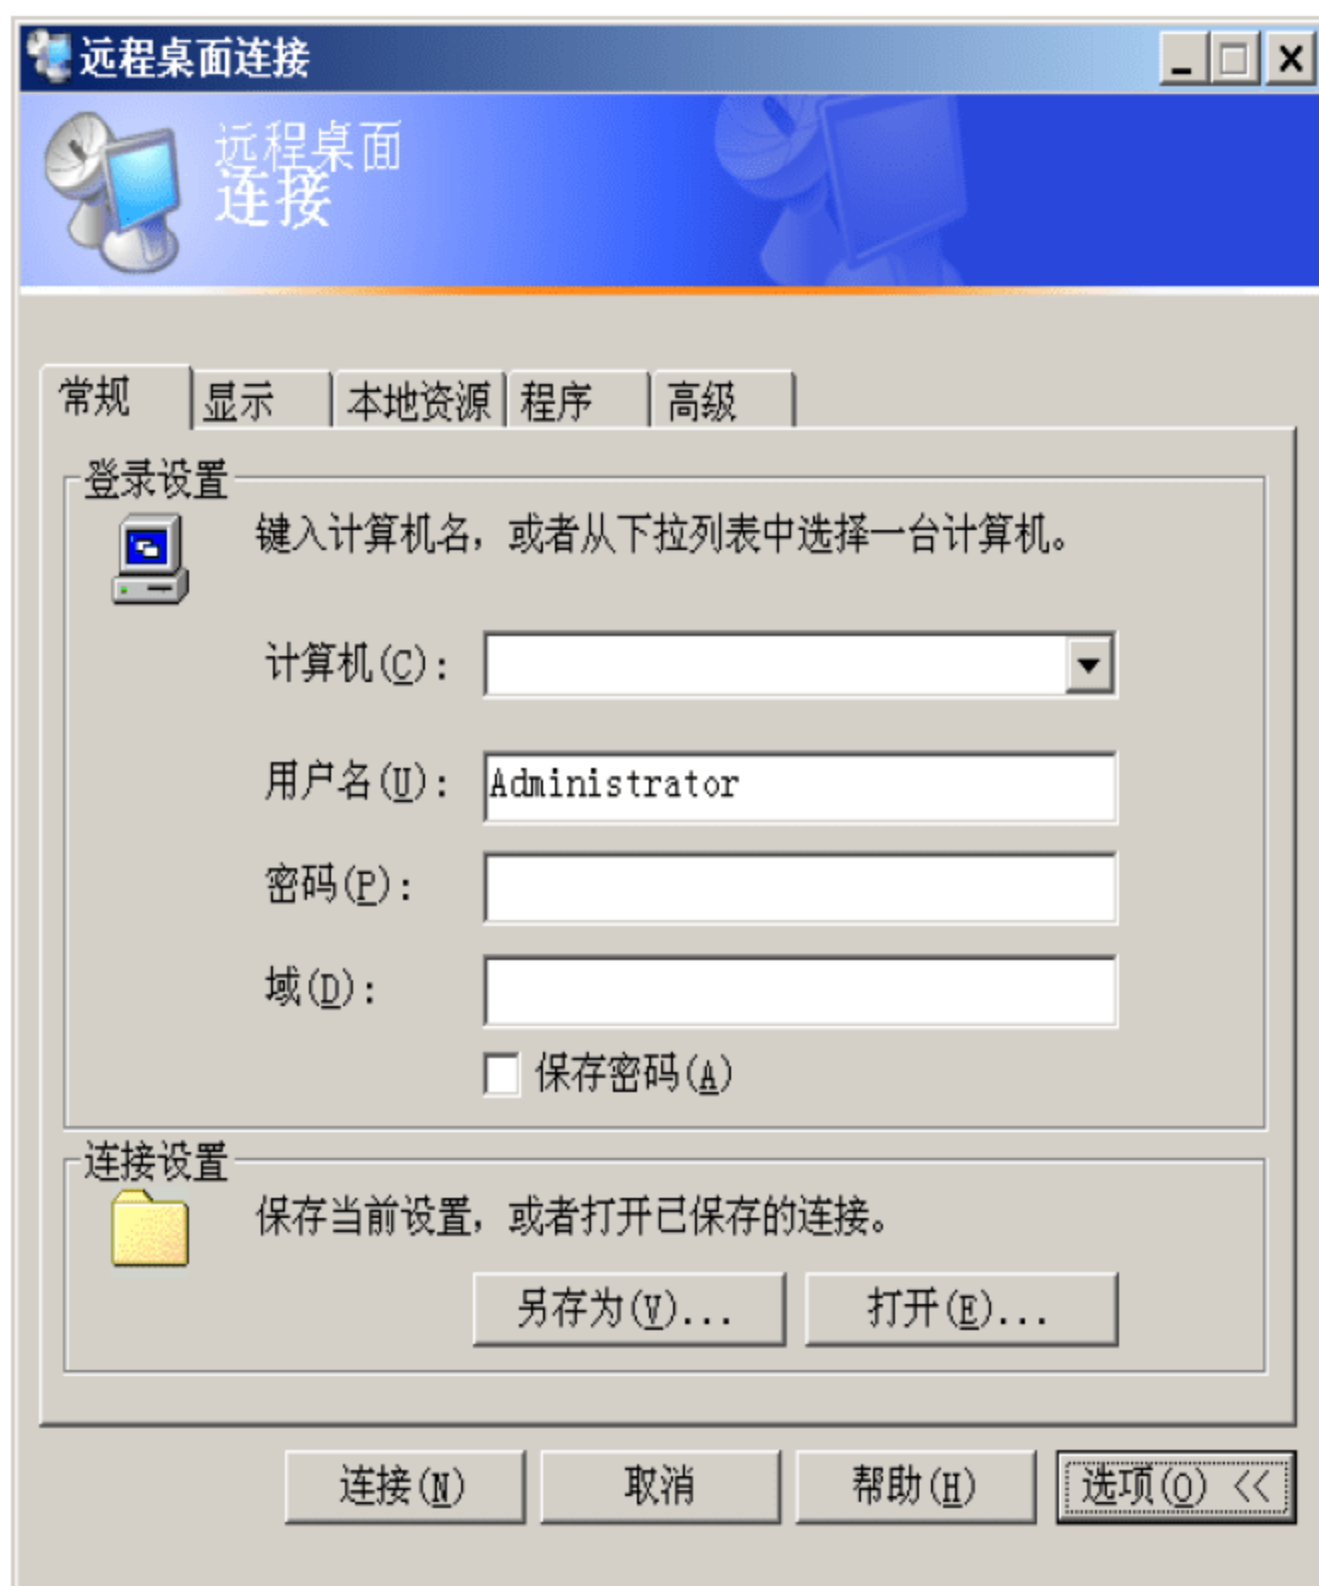 远程桌面连接
远程桌面
连接
常规 显示 本地资源 程序 高级
登录设置
键入计算机名，或者从下拉列表中选择一台计算机。
计算机(C):
用户名(U): Administrator
密码(P):
域(D):
保存密码(A)
连接设置
保存当前设置，或者打开已保存的连接。
另存为(V)... 打开(E)...
连接(N) 取消 帮助(H) 选项(O) <<